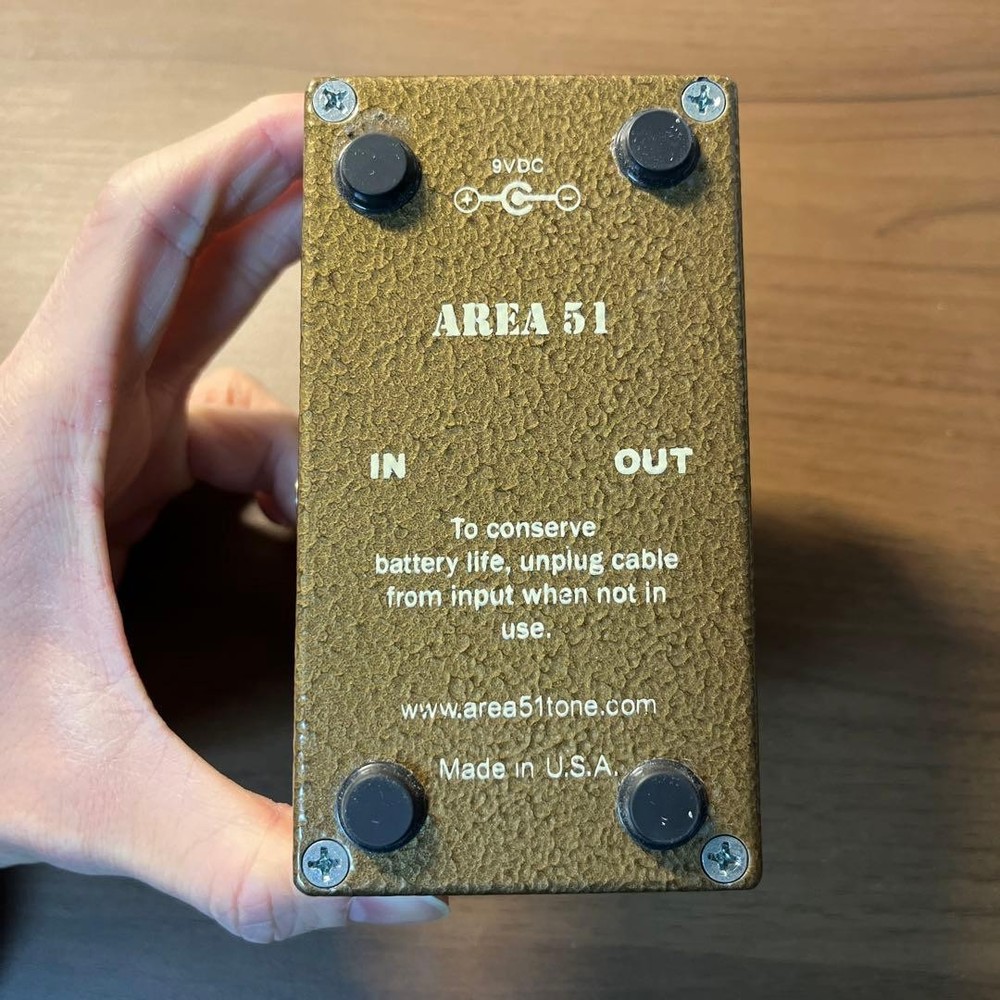 9VDC
+ -
AREA 51
IN OUT
To conserve
battery life, unplug cable
from input when not in
use.
www.area51tone.com
Made in U.S.A.